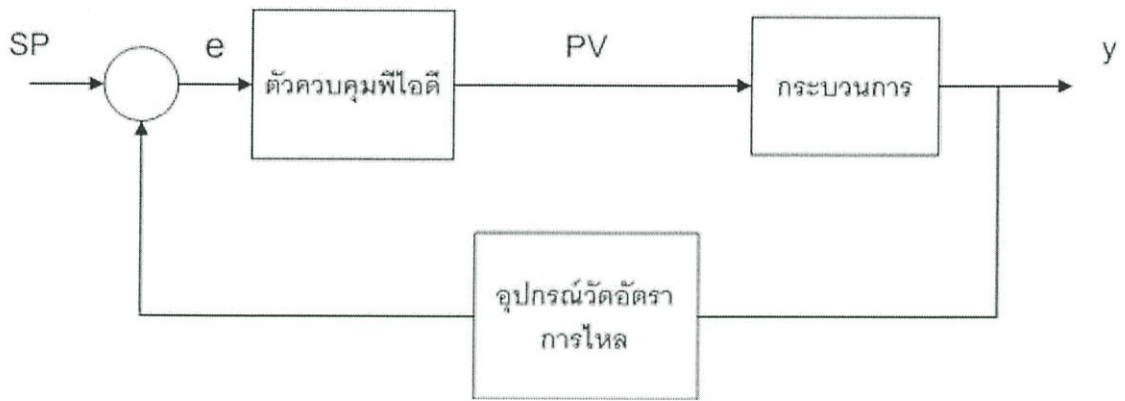 SP
e
ตัวควบคุมพีไอดี
PV
กระบวนการ
y
อุปกรณ์วัดอัตรา
การไหล